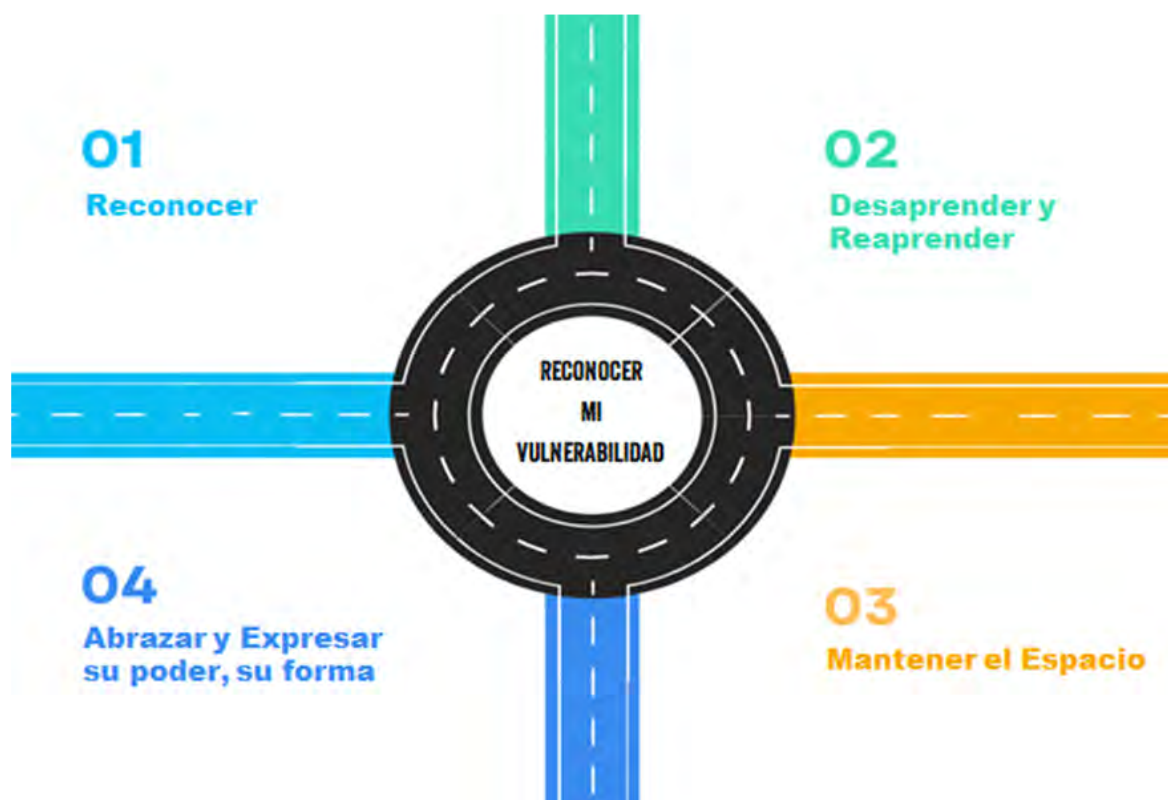 01
Reconocer
02
Desaprender y
Reaprender
RECONOCER
MI
VULNERABILIDAD
03
Mantener el Espacio
04
Abrazar y Expresar
su poder, su forma